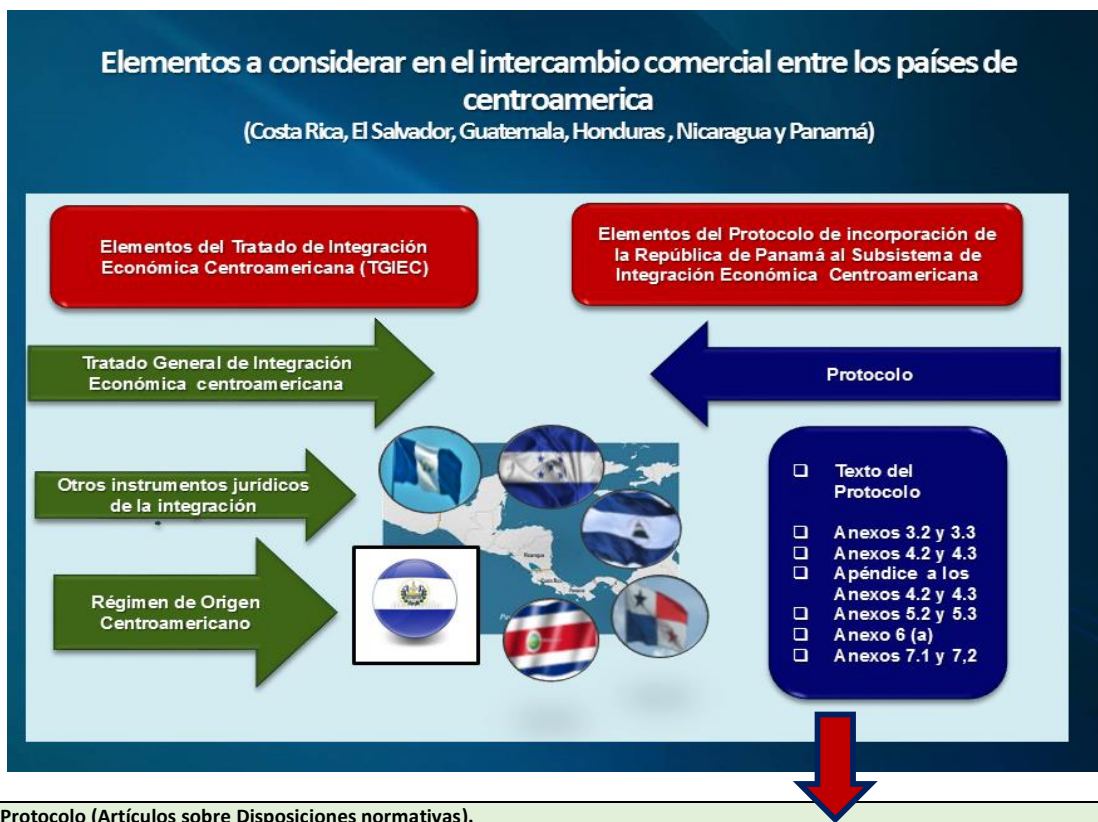 Elementos a considerar en el intercambio comercial entre los países de
centroamerica
(Costa Rica, El Salvador, Guatemala, Honduras , Nicaragua y Panamá)
Elementos del Tratado de Integración
Económica Centroamericana (TGIEC)
Elementos del Protocolo de incorporación de
la República de Panamá al Subsistema de
Integración Económica Centroamericana
Tratado General de Integración
Económica centroamericana
Protocolo
Otros instrumentos jurídicos
de la integración
Régimen de Origen
Centroamericano
Nicaragua
Costa Rica
Panamá
Texto del
Protocolo
Anexos 3.2 y 3.3
Anexos 4.2 y 4.3
Apéndice a los
Anexos 4.2 y 4.3
Anexos 5.2 y 5.3
Anexo 6 (a)
Anexos 7.1 y 7,2
Protocolo (Artículos sobre Disposiciones normativas).